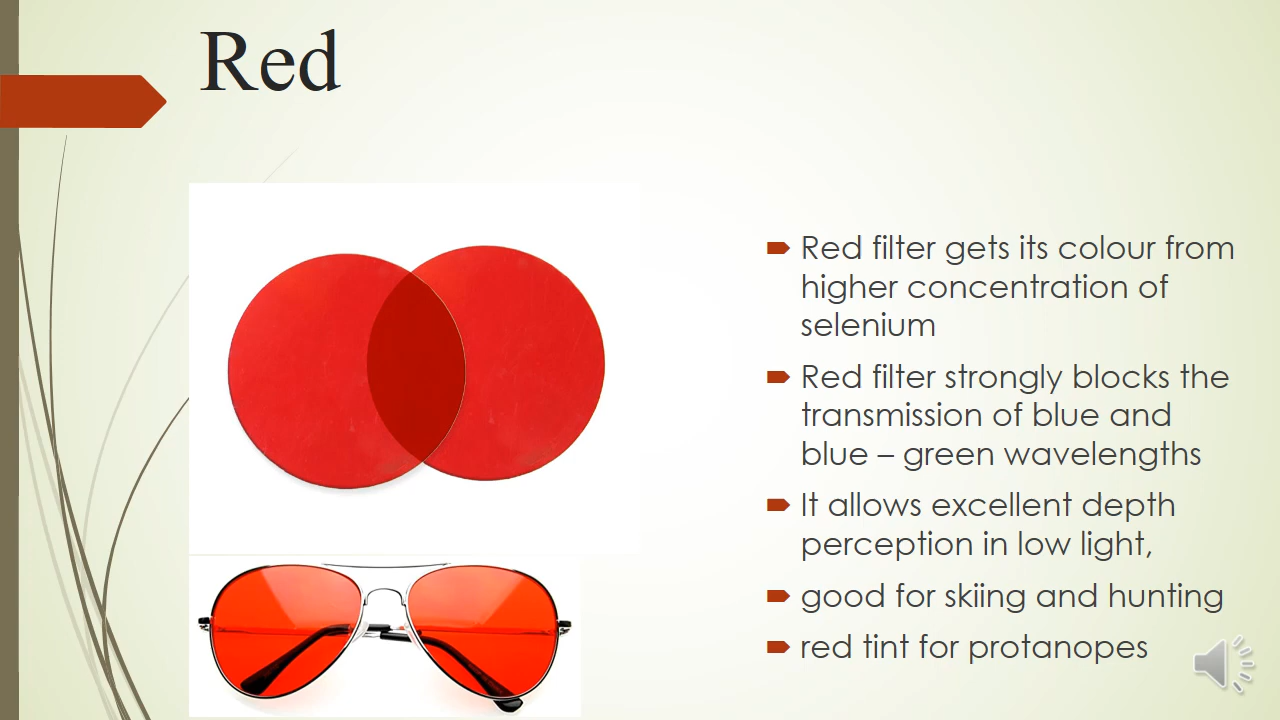 Red
Red filter gets its colour from
higher concentration of
selenium
Red filter strongly blocks the
transmission of blue and
blue – green wavelengths
It allows excellent depth
perception in low light,
good for skiing and hunting
red tint for protanopes